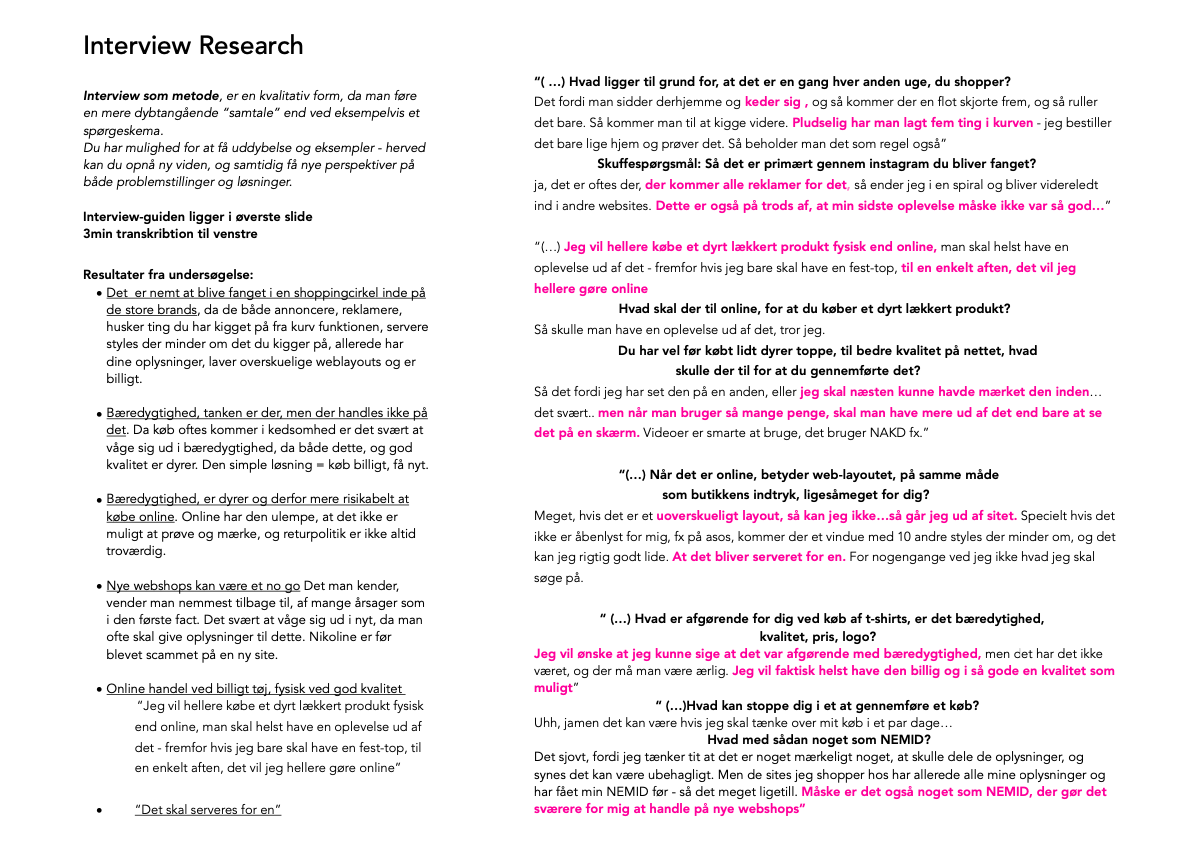 Interview Research
Interview som metode, er en kvalitativ form, da man føre
en mere dybtangående “samtale” end ved eksempelvis et
spørgeskema.
Du har mulighed for at få uddybelse og eksempler - herved
kan du opnå ny viden, og samtidig få nye perspektiver på
både problemstillinger og løsninger.
Interview-guiden ligger i øverste slide
3min transkribtion til venstre
Resultater fra undersøgelse:
• Det  er nemt at blive fanget i en shoppingcirkel inde på
de store brands, da de både annoncere, reklamere,
husker ting du har kigget på fra kurv funktionen, servere
styles der minder om det du kigger på, allerede har
dine oplysninger, laver overskuelige weblayouts og er
billigt.
• Bæredygtighed, tanken er der, men der handles ikke på
det. Da køb oftes kommer i kedsomhed er det svært at
våge sig ud i bæredygtighed, da både dette, og god
kvalitet er dyrer. Den simple løsning = køb billigt, få nyt.
• Bæredygtighed, er dyrer og derfor mere risikabelt at
købe online. Online har den ulempe, at det ikke er
muligt at prøve og mærke, og returpolitik er ikke altid
troværdig.
• Nye webshops kan være et no go Det man kender,
vender man nemmest tilbage til, af mange årsager som
i den første fact. Det svært at våge sig ud i nyt, da man
ofte skal give oplysninger til dette. Nikoline er før
blevet scammet på en ny site.
• Online handel ved billigt tøj, fysisk ved god kvalitet
“Jeg vil hellere købe et dyrt lækkert produkt fysisk
end online, man skal helst have en oplevelse ud af
det - fremfor hvis jeg bare skal have en fest-top, til
en enkelt aften, det vil jeg hellere gøre online”
• “Det skal serveres for en”
“( …) Hvad ligger til grund for, at det er en gang hver anden uge, du shopper?
Det fordi man sidder derhjemme og keder sig , og så kommer der en flot skjorte frem, og så ruller
det bare. Så kommer man til at kigge videre. Pludselig har man lagt fem ting i kurven - jeg bestiller
det bare lige hjem og prøver det. Så beholder man det som regel også”
Skuffespørgsmål: Så det er primært gennem instagram du bliver fanget?
ja, det er oftes der, der kommer alle reklamer for det, så ender jeg i en spiral og bliver videreledt
ind i andre websites. Dette er også på trods af, at min sidste oplevelse måske ikke var så god…“
“(…) Jeg vil hellere købe et dyrt lækkert produkt fysisk end online, man skal helst have en
oplevelse ud af det - fremfor hvis jeg bare skal have en fest-top, til en enkelt aften, det vil jeg
hellere gøre online
Hvad skal der til online, for at du køber et dyrt lækkert produkt?
Så skulle man have en oplevelse ud af det, tror jeg.
Du har vel før købt lidt dyrer toppe, til bedre kvalitet på nettet, hvad
skulle der til for at du gennemførte det?
Så det fordi jeg har set den på en anden, eller jeg skal næsten kunne havde mærket den inden…
det svært.. men når man bruger så mange penge, skal man have mere ud af det end bare at se
det på en skærm. Videoer er smarte at bruge, det bruger NAKD fx.”
“(…) Når det er online, betyder web-layoutet, på samme måde
som butikkens indtryk, ligesåmeget for dig?
Meget, hvis det er et uoverskueligt layout, så kan jeg ikke…så går jeg ud af sitet. Specielt hvis det
ikke er åbenlyst for mig, fx på asos, kommer der et vindue med 10 andre styles der minder om, og det
kan jeg rigtig godt lide. At det bliver serveret for en. For nogengange ved jeg ikke hvad jeg skal
søge på.
“ (…) Hvad er afgørende for dig ved køb af t-shirts, er det bæredytighed,
kvalitet, pris, logo?
Jeg vil ønske at jeg kunne sige at det var afgørende med bæredygtighed, men det har det ikke
været, og der må man være ærlig. Jeg vil faktisk helst have den billig og i så gode en kvalitet som
muligt”
“ (…)Hvad kan stoppe dig i et at gennemføre et køb?
Uhh, jamen det kan være hvis jeg skal tænke over mit køb i et par dage…
Hvad med sådan noget som NEMID?
Det sjovt, fordi jeg tænker tit at det er noget mærkeligt noget, at skulle dele de oplysninger, og
synes det kan være ubehagligt. Men de sites jeg shopper hos har allerede alle mine oplysninger og
har fået min NEMID før - så det meget ligetill. Måske er det også noget som NEMID, der gør det
sværere for mig at handle på nye webshops”